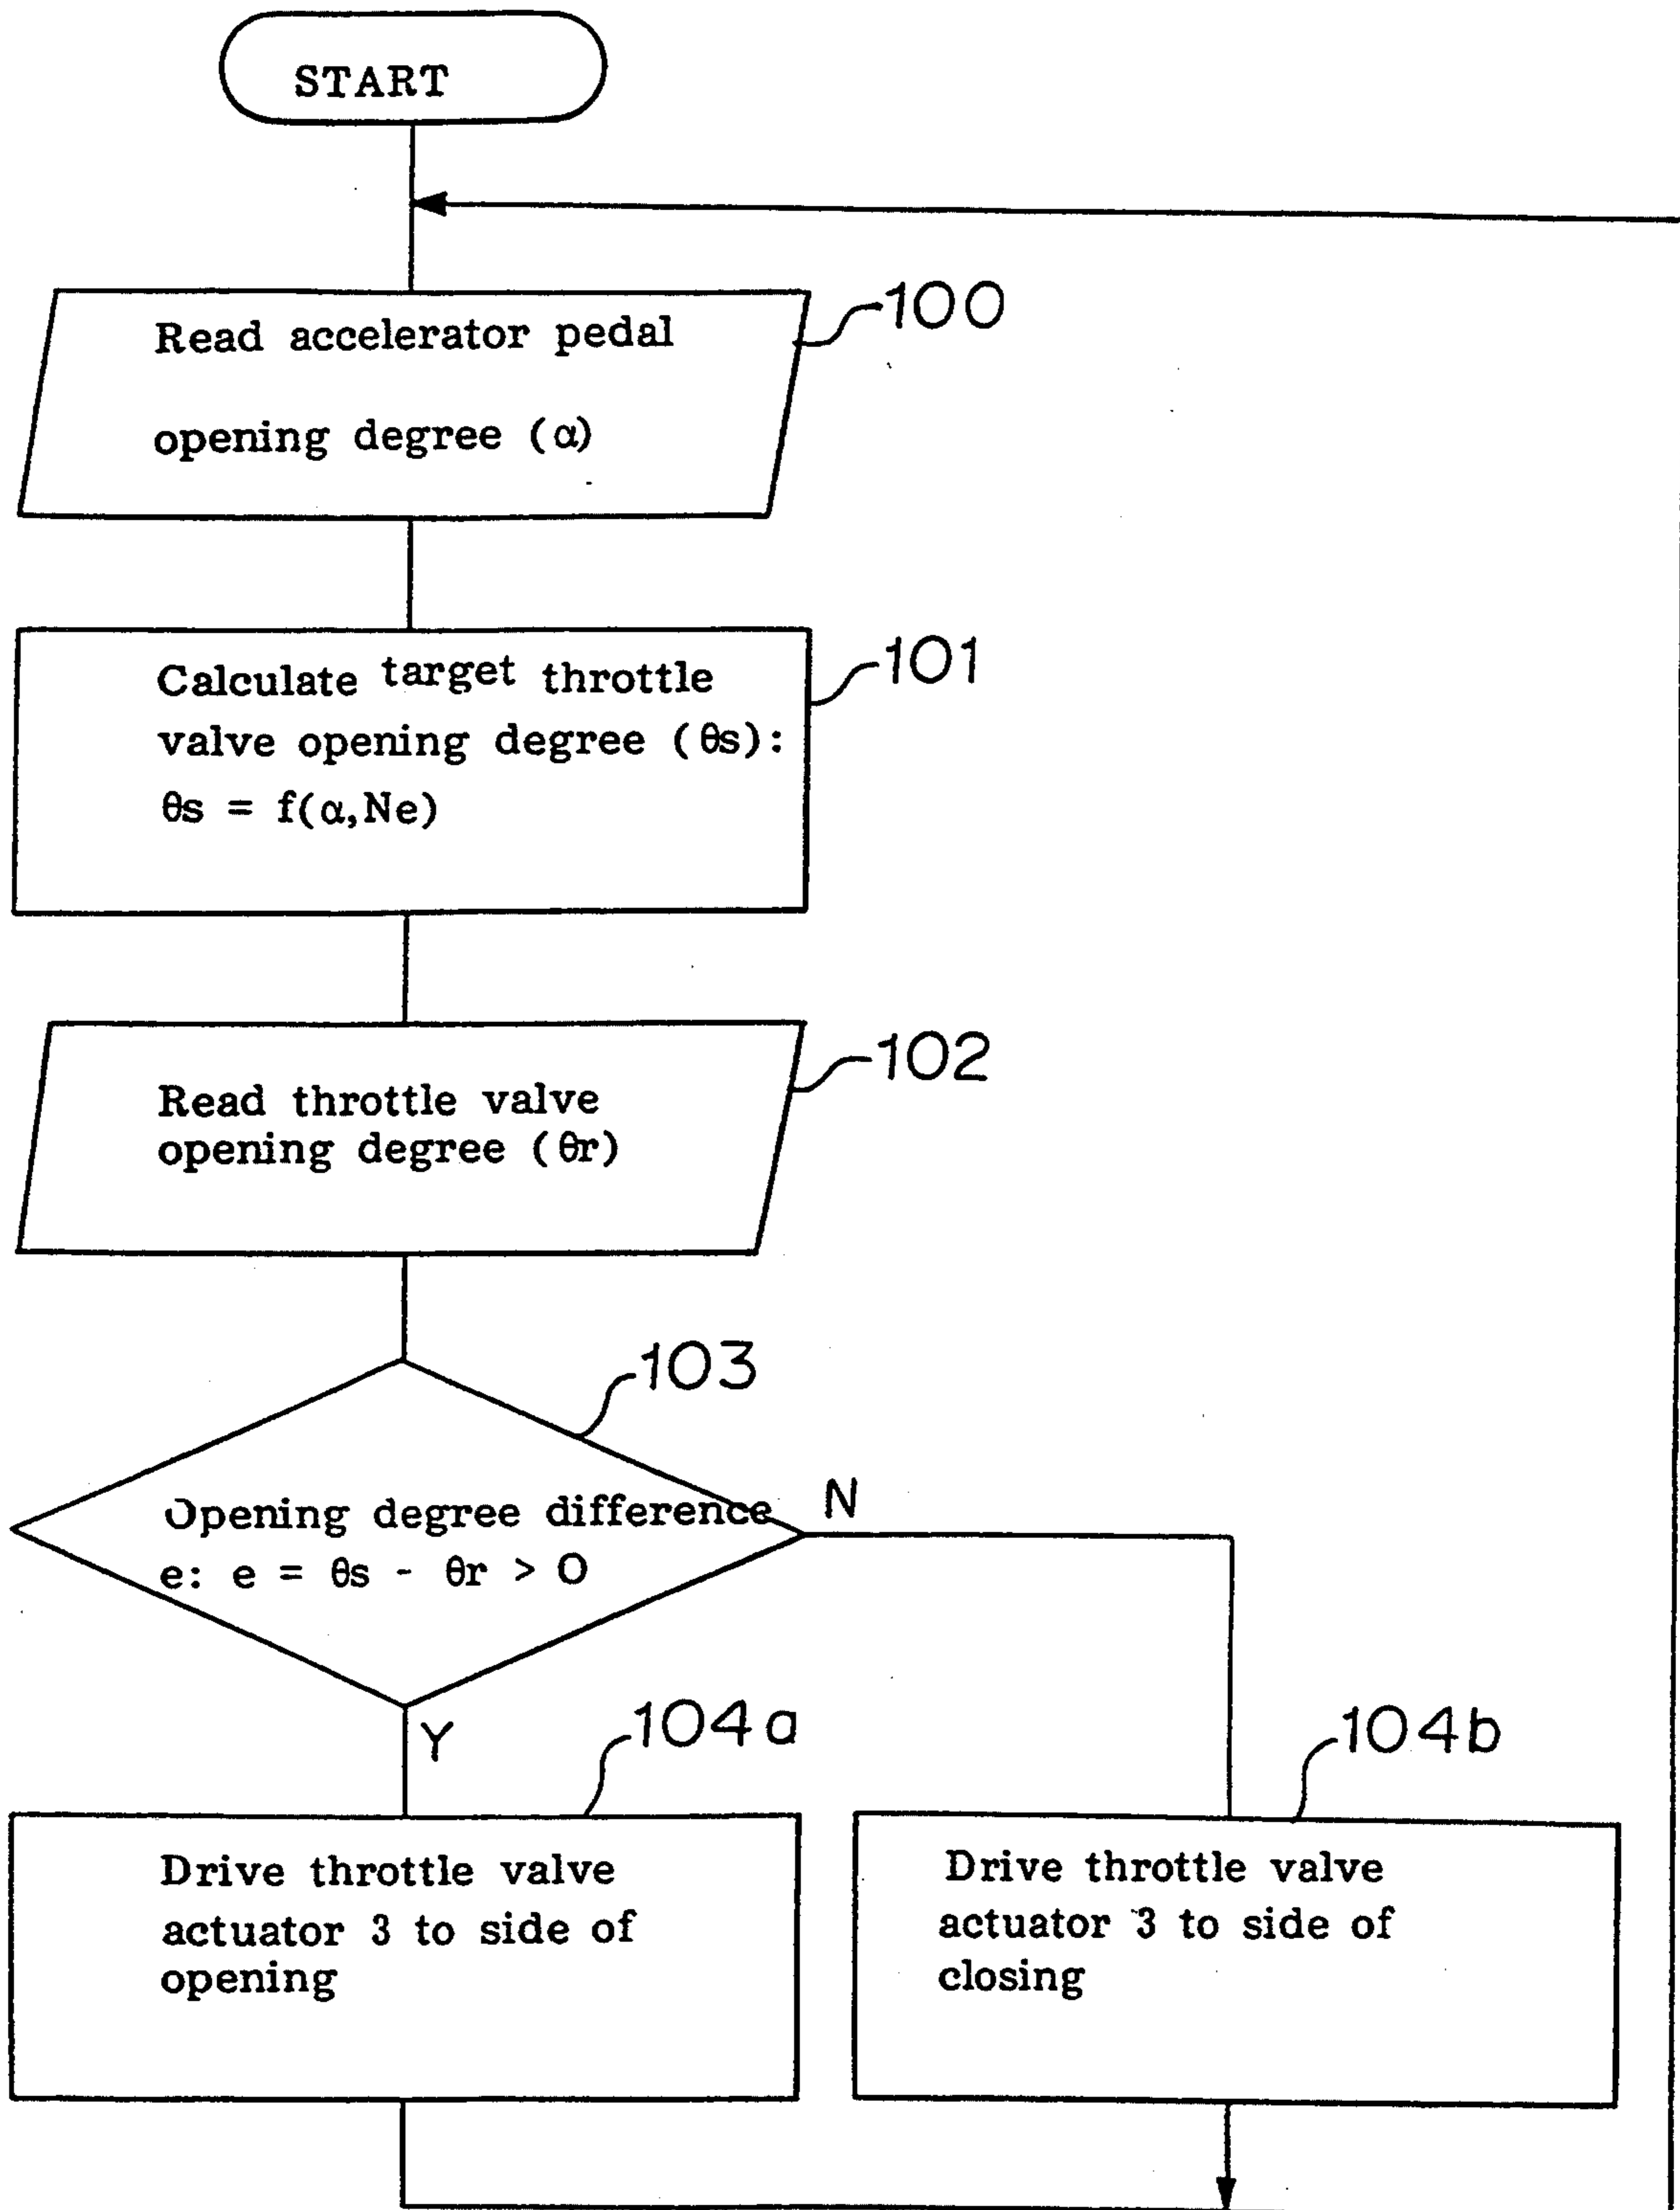 START
Read accelerator pedal
opening degree (α)
100
Calculate target throttle
valve opening degree (θs):
θs = f(α,Ne)
101
Read throttle valve
opening degree (θr)
102
103
Opening degree difference
e: e = θs - θr > 0
N
Y
104a
Drive throttle valve
actuator 3 to side of
opening
104b
Drive throttle valve
actuator 3 to side of
closing